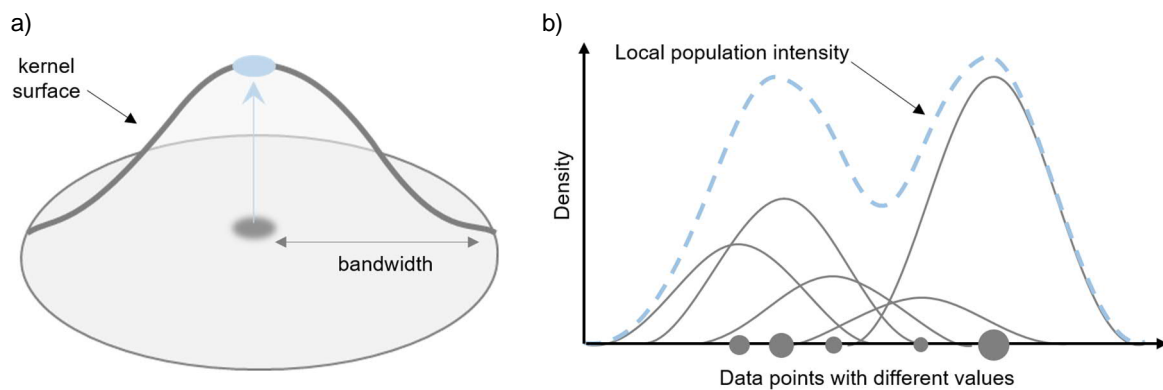 a)
kernel
surface
bandwidth
b)
Local population
intensity
Density
Data points with different values